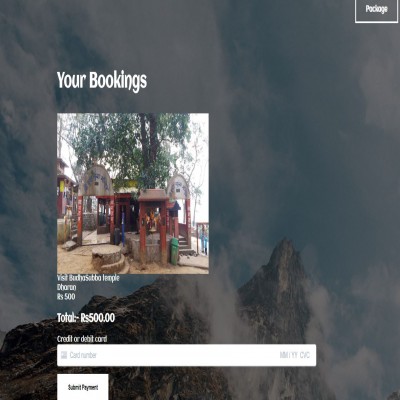 Package
Your Bookings
Visit BudhaSubba temple
Dharan
Rs 500
Total:- Rs500.00
Credit or debit card
Card number MM / YY CVC
Submit Payment